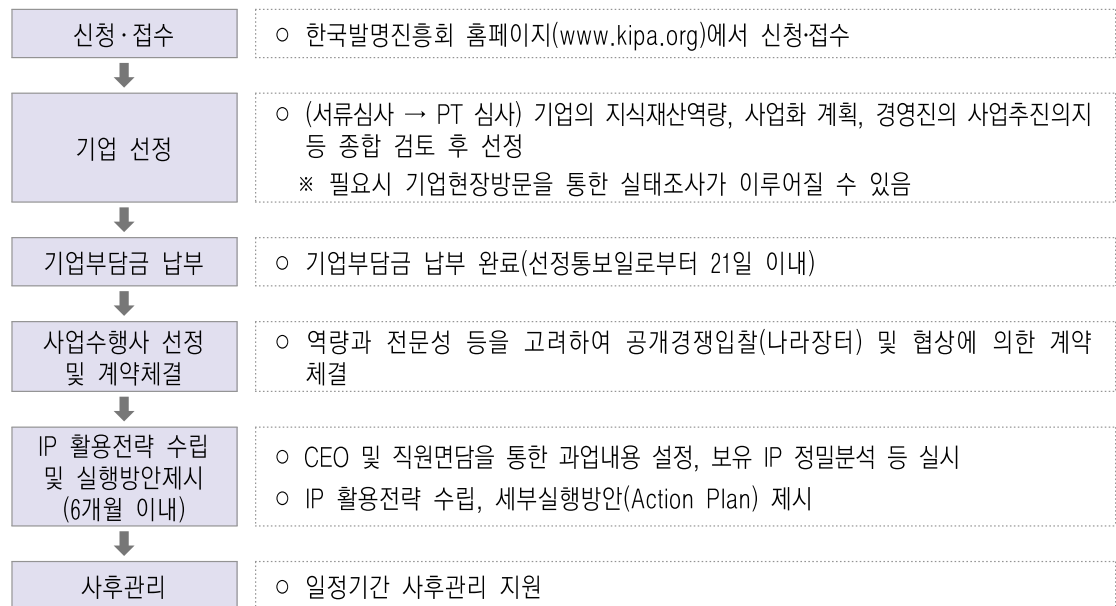 신청·접수
○ 한국발명진흥회 홈페이지(www.kipa.org)에서 신청·접수
기업 선정
○ (서류심사 → PT 심사) 기업의 지식재산역량, 사업화 계획, 경영진의 사업추진의지
등 종합 검토 후 선정
※ 필요시 기업현장방문을 통한 실태조사가 이루어질 수 있음
기업부담금 납부
○ 기업부담금 납부 완료(선정통보일로부터 21일 이내)
사업수행사 선정
및 계약체결
○ 역량과 전문성 등을 고려하여 공개경쟁입찰(나라장터) 및 협상에 의한 계약
체결
IP 활용전략 수립
및 실행방안제시
(6개월 이내)
○ CEO 및 직원면담을 통한 과업내용 설정, 보유 IP 정밀분석 등 실시
○ IP 활용전략 수립, 세부실행방안(Action Plan) 제시
사후관리
○ 일정기간 사후관리 지원